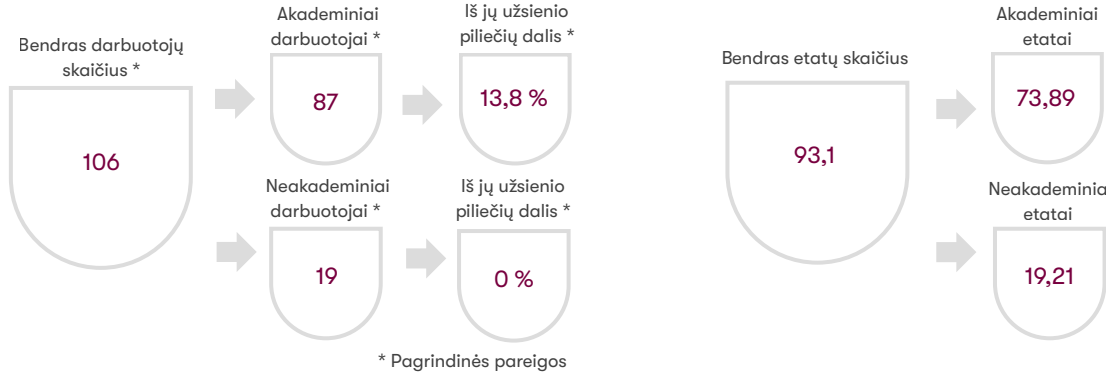 Bendras darbuotojų
skaičius *
106
Akademiniai
darbuotojai *
87
Iš jų užsienio
piliečių dalis *
13,8 %
Neakademiniai
darbuotojai *
19
Iš jų užsienio
piliečių dalis *
0 %
* Pagrindinės pareigos
Bendras etatų skaičius
93,1
Akademiniai
etatai
73,89
Neakademinia
etatai
19,21